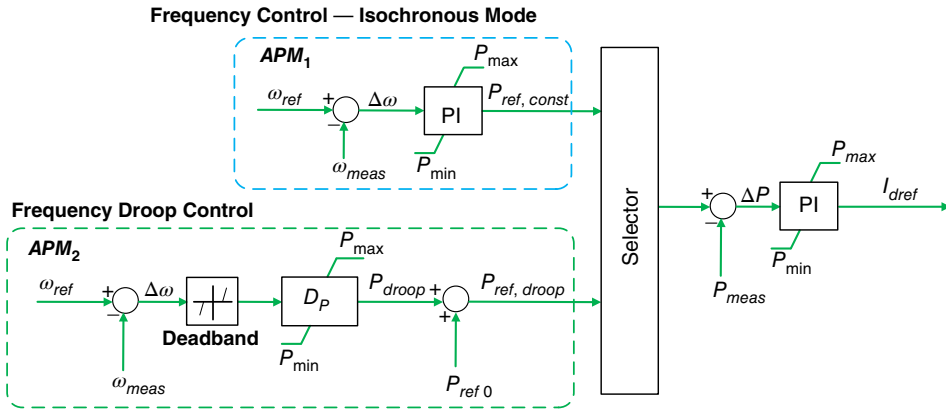 Frequency Control — Isochronous Mode
APM1
Pmax
ωref
+
Δω
PI
Pref, const
−
ωmeas
Pmin
Frequency Droop Control
APM2
Pmax
ωref
+
Δω
DP
Pdroop
+
Pref, droop
−
Deadband
+
Pmin
ωmeas
Pref 0
Selector
Pmax
+
ΔP
PI
Idref
−
Pmin
Pmeas